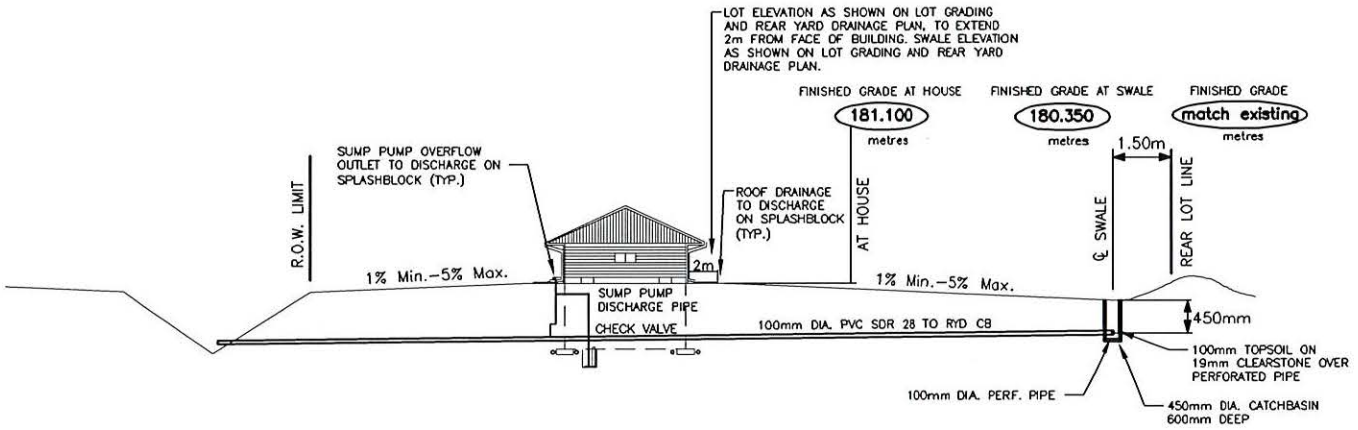 LOT ELEVATION AS SHOWN ON LOT GRADING
AND REAR YARD DRAINAGE PLAN, TO EXTEND
2m FROM FACE OF BUILDING. SWALE ELEVATION
AS SHOWN ON LOT GRADING AND REAR YARD
DRAINAGE PLAN.
FINISHED GRADE AT HOUSE
181.100
metres
FINISHED GRADE AT SWALE
180.350
metres
FINISHED GRADE
match existing
metres
1.50m
SUMP PUMP OVERFLOW
OUTLET TO DISCHARGE ON
SPLASHBLOCK (TYP.)
R.O.W. LIMIT
ROOF DRAINAGE
TO DISCHARGE
ON SPLASHBLOCK
(TYP.)
AT HOUSE
℄ SWALE
REAR LOT LINE
2m
1% Min.-5% Max.
1% Min.-5% Max.
SUMP PUMP
DISCHARGE PIPE
CHECK VALVE
100mm DIA. PVC SDR 28 TO RYD CB
450mm
100mm TOPSOIL ON
19mm CLEARSTONE OVER
PERFORATED PIPE
100mm DIA. PERF. PIPE
450mm DIA. CATCHBASIN
600mm DEEP